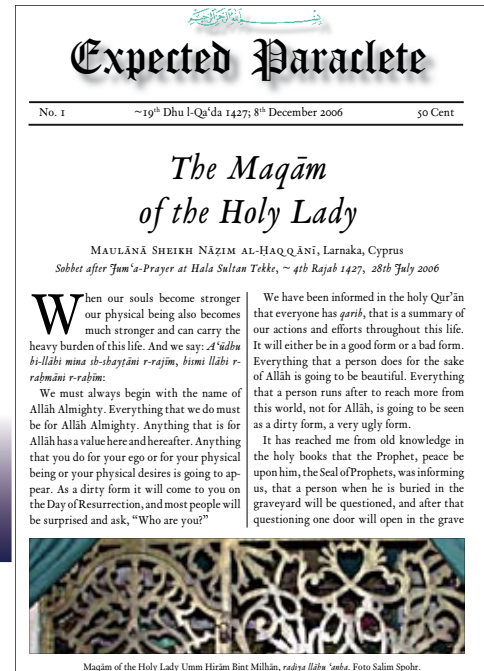 Expected Paraclete
No. 1
~19th Dhu l-Qa‘da 1427; 8th December 2006
50 Cent
The Maqām
of the Holy Lady
Maulānā Sheikh Nāẓim al-Ḥaqqānī, Larnaka, Cyprus
Sohbet after Jum‘a-Prayer at Hala Sultan Tekke, ~ 4th Rajab 1427, 28th July 2006
When our souls become stronger
our physical being also becomes
much stronger and can carry the
heavy burden of this life. And we say: A‘ūdhu
bi-llāhi mina sh-shayṭāni r-rajīm, bismi llāhi r-
raḥmāni r-raḥīm:
We must always begin with the name of
Allāh Almighty. Everything that we do must
be for Allāh Almighty. Anything that is for
Allāh has a value here and hereafter. Anything
that you do for your ego or for your physical
being or your physical desires is going to ap-
pear. As a dirty form it will come to you on
the Day of Resurrection, and most people will
be surprised and ask, “Who are you?”
We have been informed in the holy Qur’ān
that everyone has qarib, that is a summary of
our actions and efforts throughout this life.
It will either be in a good form or a bad form.
Everything that a person does for the sake
of Allāh is going to be beautiful. Everything
that a person runs after to reach more from
this world, not for Allāh, is going to be seen
as a dirty form, a very ugly form.
It has reached me from old knowledge in
the holy books that the Prophet, peace be
upon him, the Seal of Prophets, was informing
us, that a person when he is buried in the
graveyard will be questioned, and after that
questioning one door will open in the grave
Maqām of the Holy Lady Umm Hirām Bint Milhān, raḍiya llāhu ‘anha. Foto Salim Spohr.